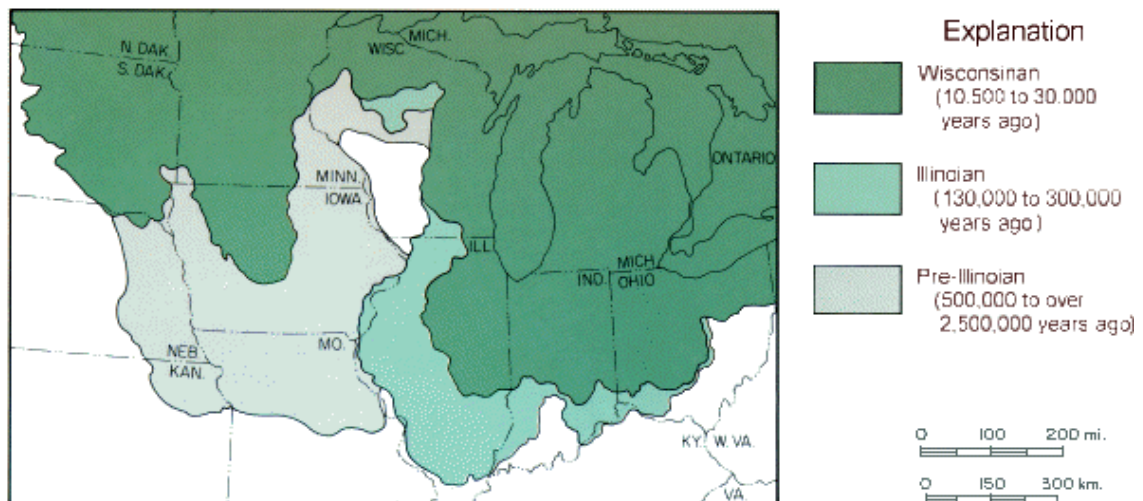 N. DAK.
S. DAK.
WISC
MICH.
MINN.
IOWA
ONTARIO
ILL.
MICH
IND.
OHIO
NEB
KAN.
MO.
KY.
W. VA.
VA.
Explanation
Wisconsinan
(10.500 to 30.000
years ago)
Illinoian
(130,000 to 300,000
years ago)
Pre-Illinoian
(500,000 to over
2,500,000 years ago)
0 100 200 mi.
0 150 300 km.